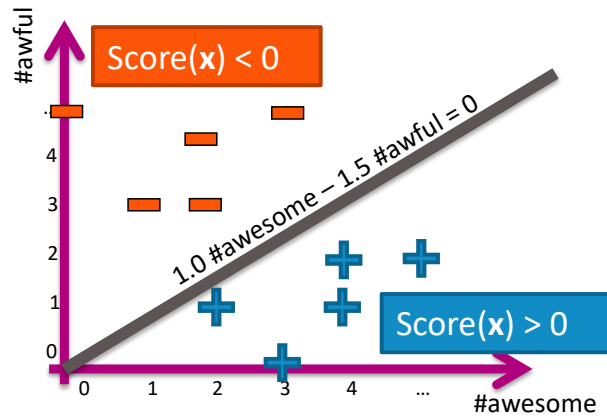 #awful
Score(x) < 0
...
4
3
2
1
0
1.0 #awesome – 1.5 #awful = 0
Score(x) > 0
0 1 2 3 4 ...
#awesome